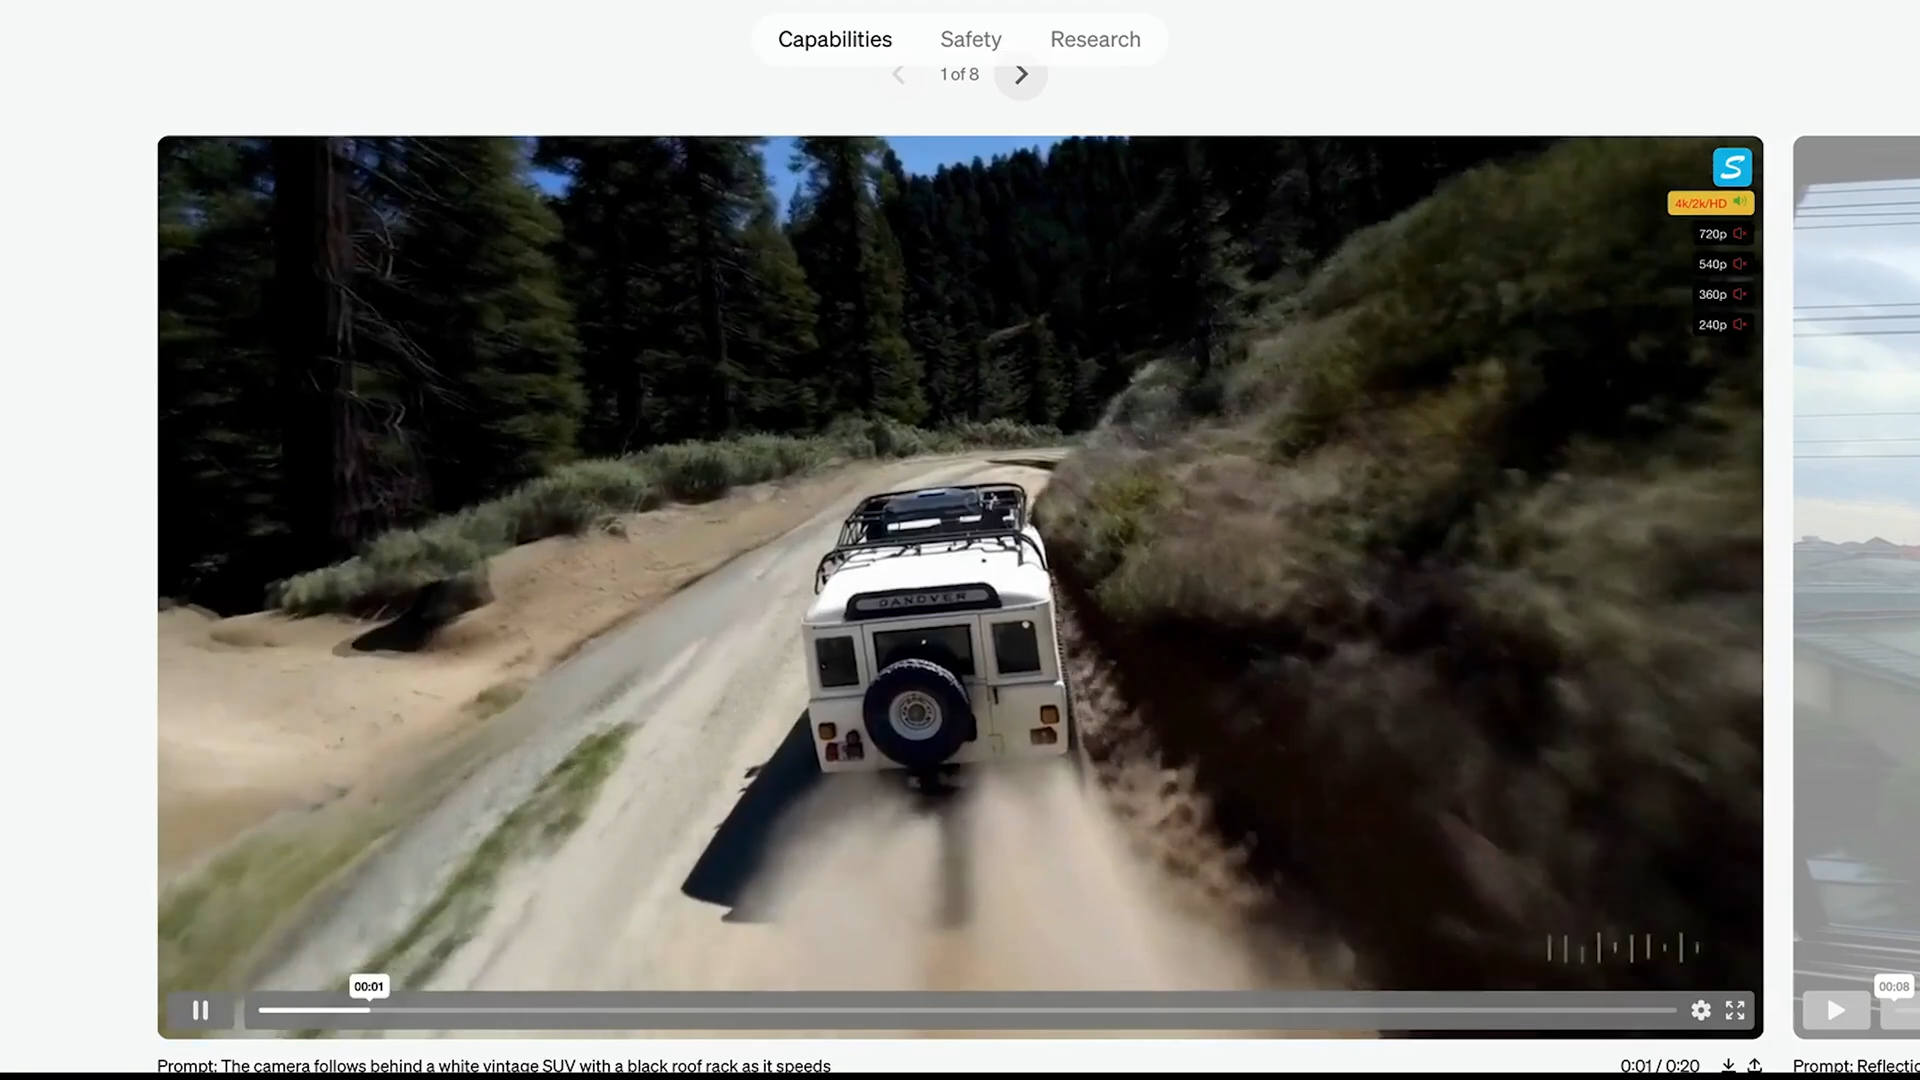 Capabilities Safety Research
1 of 8
S
4k/2k/HD
720p
540p
360p
240p
DANDVER
00:01
00:08
Prompt: The camera follows behind a white vintage SUV with a black roof rack as it speeds
0:01 / 0:20
Prompt: Reflectio